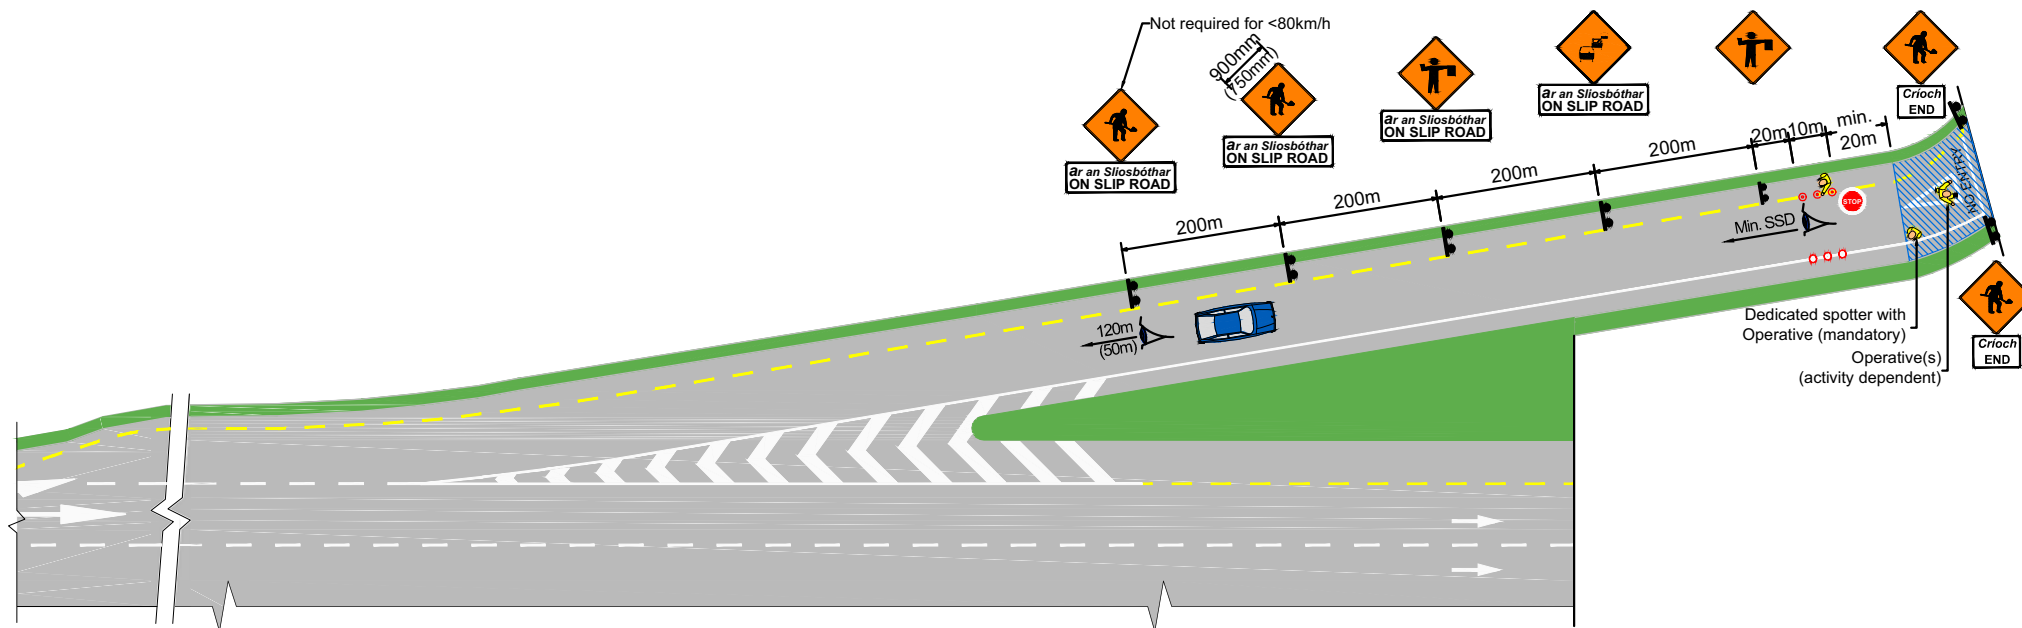 Not required for <80km/h
900mm
(750mm)
ar an Sliosbóthar
ON SLIP ROAD
ar an Sliosbóthar
ON SLIP ROAD
ar an Sliosbóthar
ON SLIP ROAD
ar an Sliosbóthar
ON SLIP ROAD
Críoch
END
200m
200m
200m
200m
20m
10m
min.
20m
NO ENTRY
STOP
Min. SSD
120m
(50m)
Dedicated spotter with
Operative (mandatory)
Operative(s)
(activity dependent)
Críoch
END